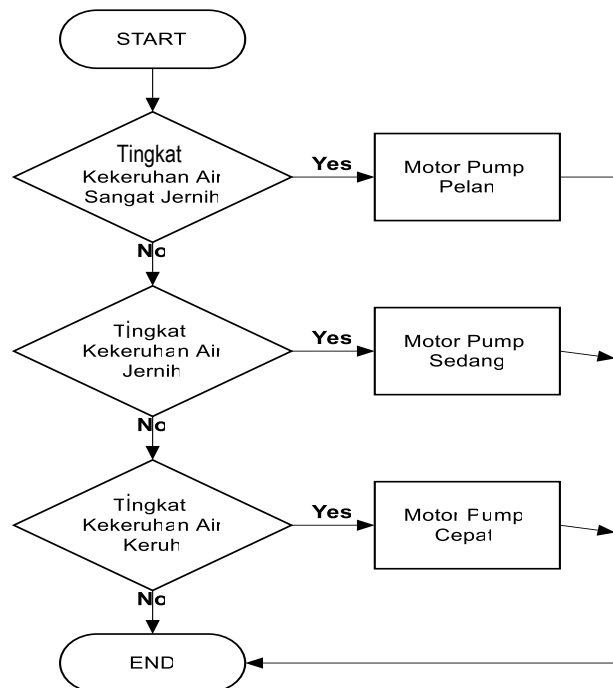 START
Tingkat
Kekeruhan Air
Sangat Jernih
Yes
Motor Pump
Pelan
No
Tingkat
Kekeruhan Air
Jernih
Yes
Motor Pump
Sedang
No
Tingkat
Kekeruhan Air
Keruh
Yes
Motor Pump
Cepat
No
END